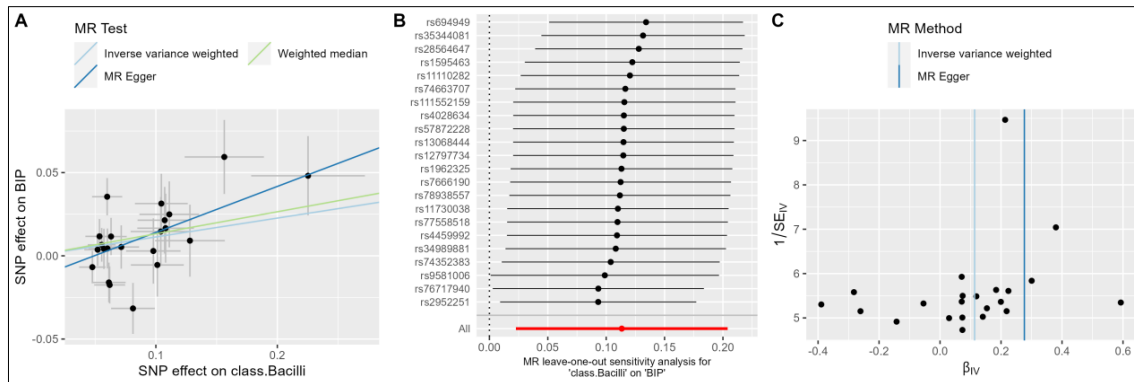 A
MR Test
Inverse variance weighted
Weighted median
MR Egger
SNP effect on BIP
0.05
0.00
-0.05
0.1
0.2
SNP effect on class.Bacilli
B
rs694949
rs35344081
rs28564647
rs1595463
rs11110282
rs74663707
rs111552159
rs4028634
rs57872228
rs13068444
rs12797734
rs1962325
rs7666190
rs78938557
rs11730038
rs77558518
rs4459992
rs34989881
rs74352383
rs9581006
rs76717940
rs2952251
All
0.00
0.05
0.10
0.15
0.20
MR leave-one-out sensitivity analysis for
'class.Bacilli' on 'BIP'
C
MR Method
Inverse variance weighted
MR Egger
1/SEIV
9
8
7
6
5
-0.4
-0.2
0.0
0.2
0.4
0.6
βIV